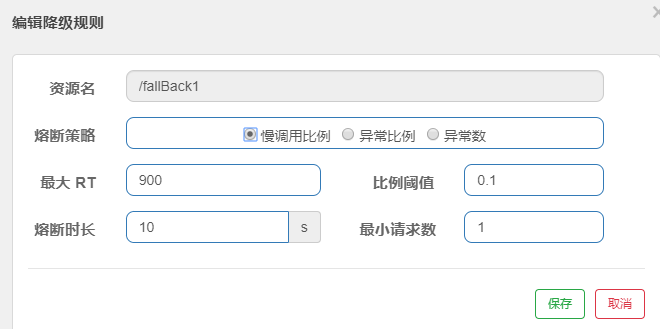 编辑降级规则
资源名 /fallBack1
熔断策略 慢调用比例 异常比例 异常数
最大 RT 900 比例阈值 0.1
熔断时长 10 s 最小请求数 1
保存 取消